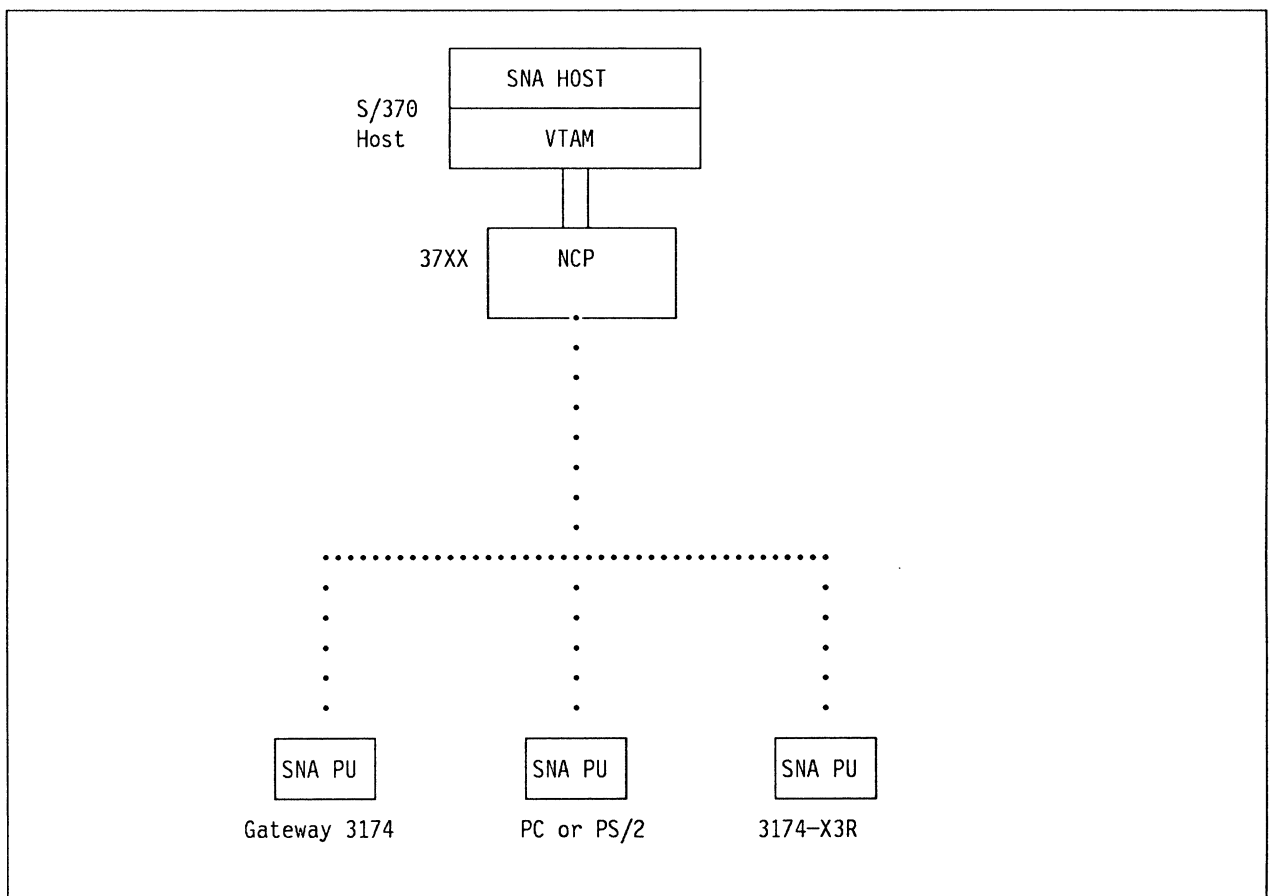 SNA HOST
S/370
Host
VTAM
37XX
NCP
SNA PU
SNA PU
SNA PU
Gateway 3174
PC or PS/2
3174-X3R